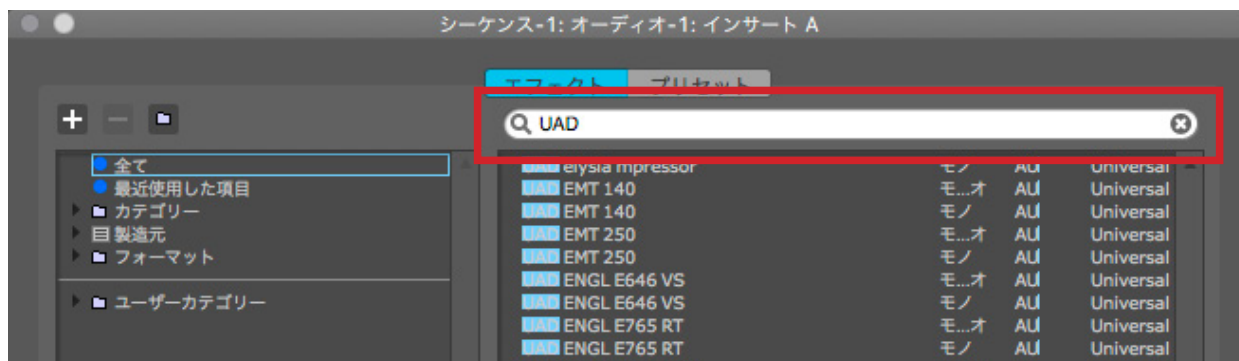 シーケンス-1: オーディオ-1: インサート A
エフェクト プリセット
UAD
全て
最近使用した項目
カテゴリー
製造元
フォーマット
ユーザーカテゴリー
UAD elysia mpressor モノ AU Universal
UAD EMT 140 モ...オ AU Universal
UAD EMT 140 モノ AU Universal
UAD EMT 250 モ...オ AU Universal
UAD EMT 250 モノ AU Universal
UAD ENGL E646 VS モ...オ AU Universal
UAD ENGL E646 VS モノ AU Universal
UAD ENGL E765 RT モ...オ AU Universal
UAD ENGL E765 RT モノ AU Universal